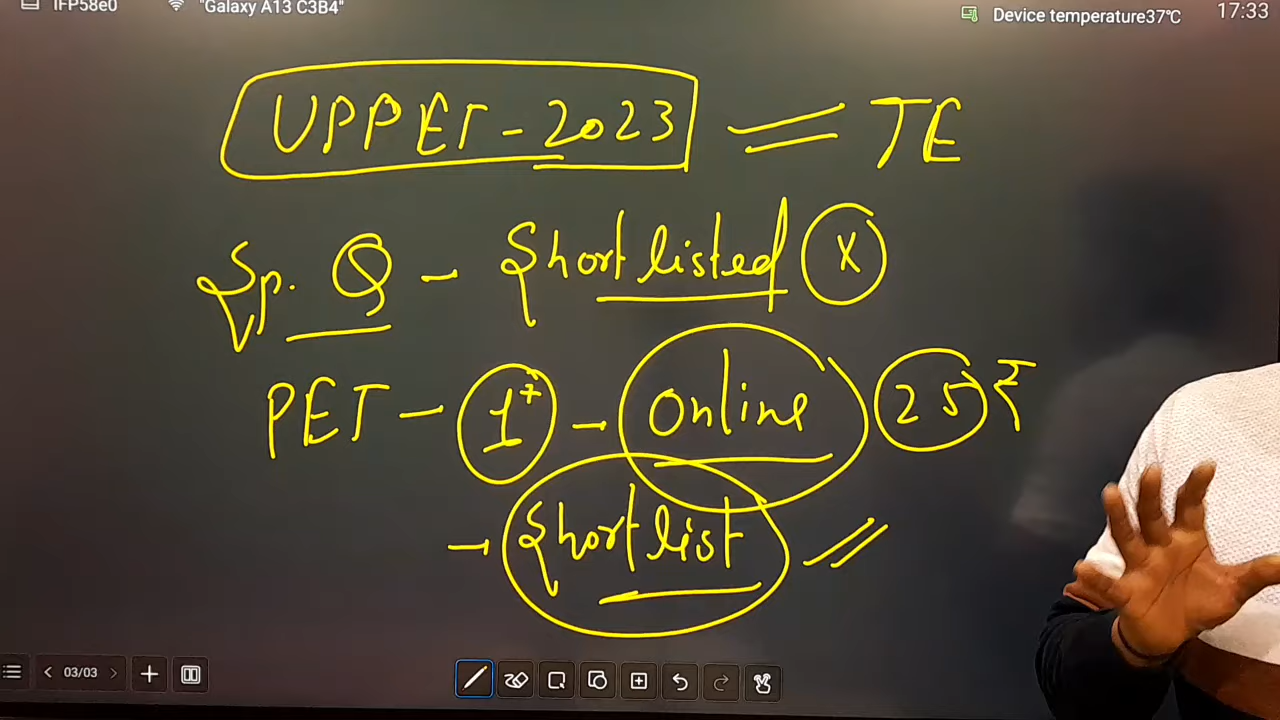 IFP58e0 "Galaxy A13 C3B4" Device temperature37℃ 17:33
UPPET - 2023 = TE
Sp. Q - Shortlisted X
PET - 1+ - Online 25 ₹
- Shortlist //
03/03